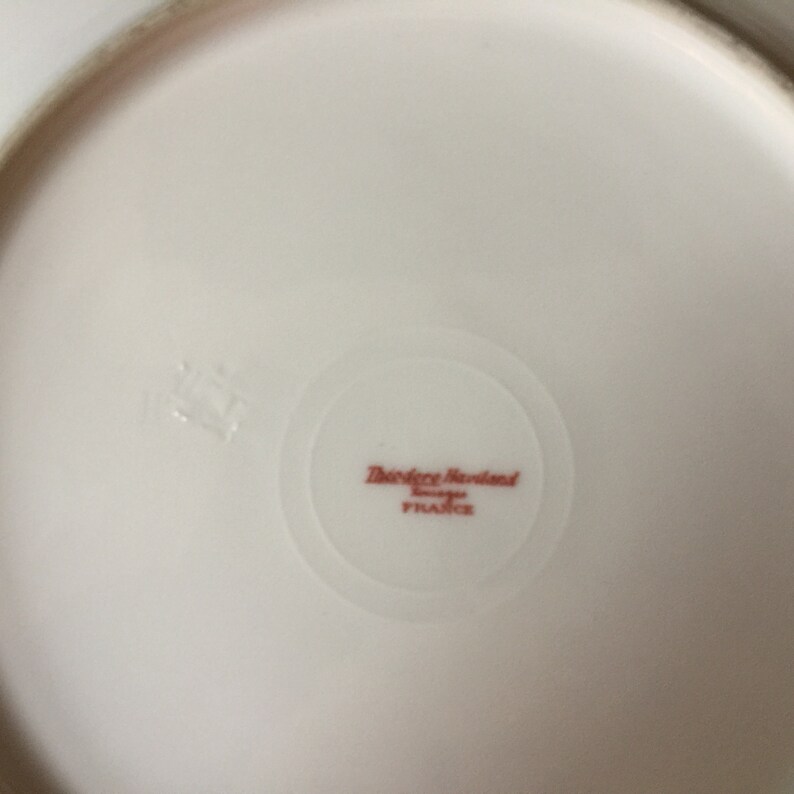 Theodore Haviland
Limoges
FRANCE